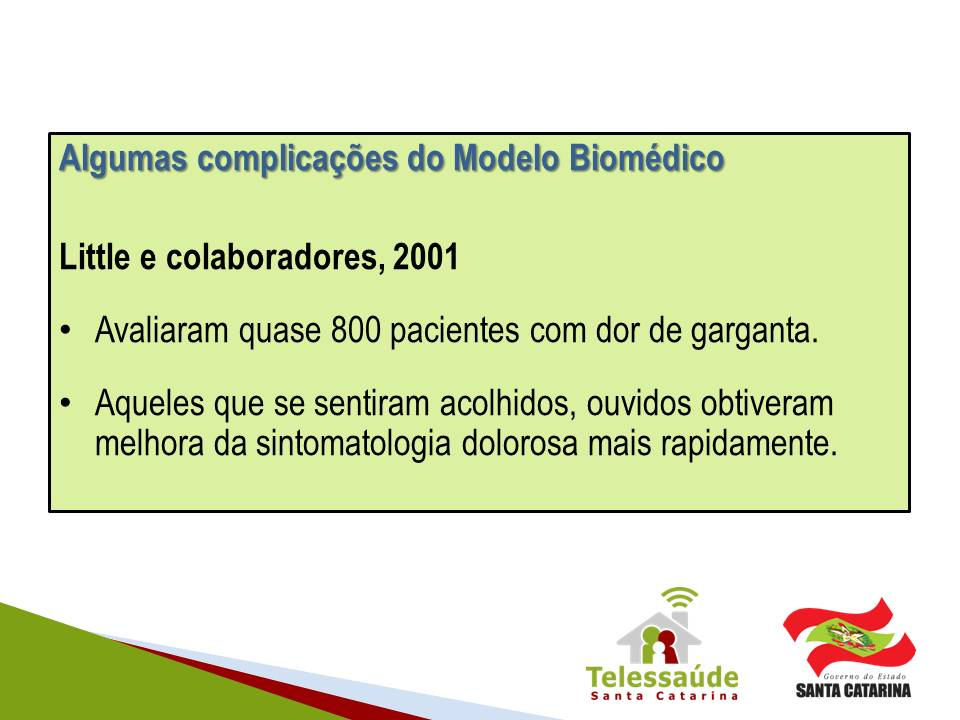 Algumas complicações do Modelo Biomédico
Little e colaboradores, 2001
• Avaliaram quase 800 pacientes com dor de garganta.
• Aqueles que se sentiram acolhidos, ouvidos obtiveram
melhora da sintomatologia dolorosa mais rapidamente.
Telessaúde
Santa Catarina
Governo do Estado
SANTA CATARINA